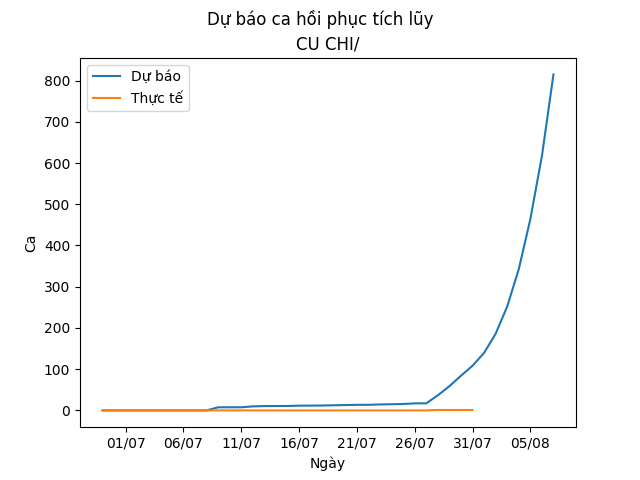 Dự báo ca hồi phục tích lũy
CU CHI/
Dự báo
Thực tế
800
700
600
500
400
300
200
100
0
Ca
01/07 06/07 11/07 16/07 21/07 26/07 31/07 05/08
Ngày